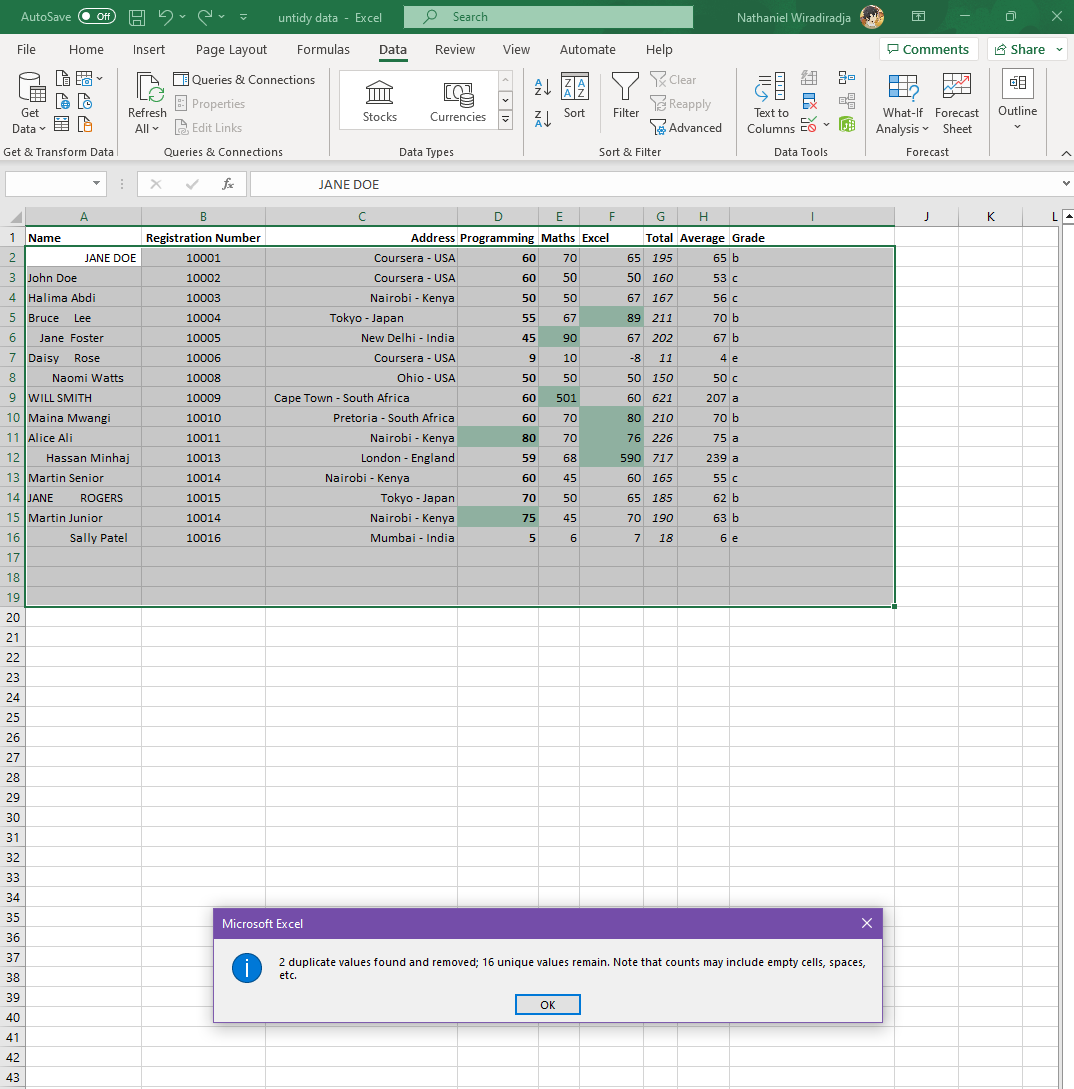 AutoSave Off untidy data - Excel Search Nathaniel Wiradiradja
File Home Insert Page Layout Formulas Data Review View Automate Help Comments Share
Get Data Refresh All Queries & Connections Properties Edit Links Stocks Currencies Sort Filter Clear Reapply Advanced Text to Columns What-If Analysis Forecast Sheet Outline
Get & Transform Data Queries & Connections Data Types Sort & Filter Data Tools Forecast
fx JANE DOE
A B C D E F G H I J K L
1 Name Registration Number Address Programming Maths Excel Total Average Grade
2 JANE DOE 10001 Coursera - USA 60 70 65 195 65 b
3 John Doe 10002 Coursera - USA 60 50 50 160 53 c
4 Halima Abdi 10003 Nairobi - Kenya 50 50 67 167 56 c
5 Bruce Lee 10004 Tokyo - Japan 55 67 89 211 70 b
6 Jane Foster 10005 New Delhi - India 45 90 67 202 67 b
7 Daisy Rose 10006 Coursera - USA 9 10 -8 11 4 e
8 Naomi Watts 10008 Ohio - USA 50 50 50 150 50 c
9 WILL SMITH 10009 Cape Town - South Africa 60 501 60 621 207 a
10 Maina Mwangi 10010 Pretoria - South Africa 60 70 80 210 70 b
11 Alice Ali 10011 Nairobi - Kenya 80 70 76 226 75 a
12 Hassan Minhaj 10013 London - England 59 68 590 717 239 a
13 Martin Senior 10014 Nairobi - Kenya 60 45 60 165 55 c
14 JANE ROGERS 10015 Tokyo - Japan 70 50 65 185 62 b
15 Martin Junior 10014 Nairobi - Kenya 75 45 70 190 63 b
16 Sally Patel 10016 Mumbai - India 5 6 7 18 6 e
17
18
19
20
21
22
23
24
25
26
27
28
29
30
31
32
33
34
35
36
37
38
39
40
41
42
43
Microsoft Excel
2 duplicate values found and removed; 16 unique values remain. Note that counts may include empty cells, spaces,
etc.
OK